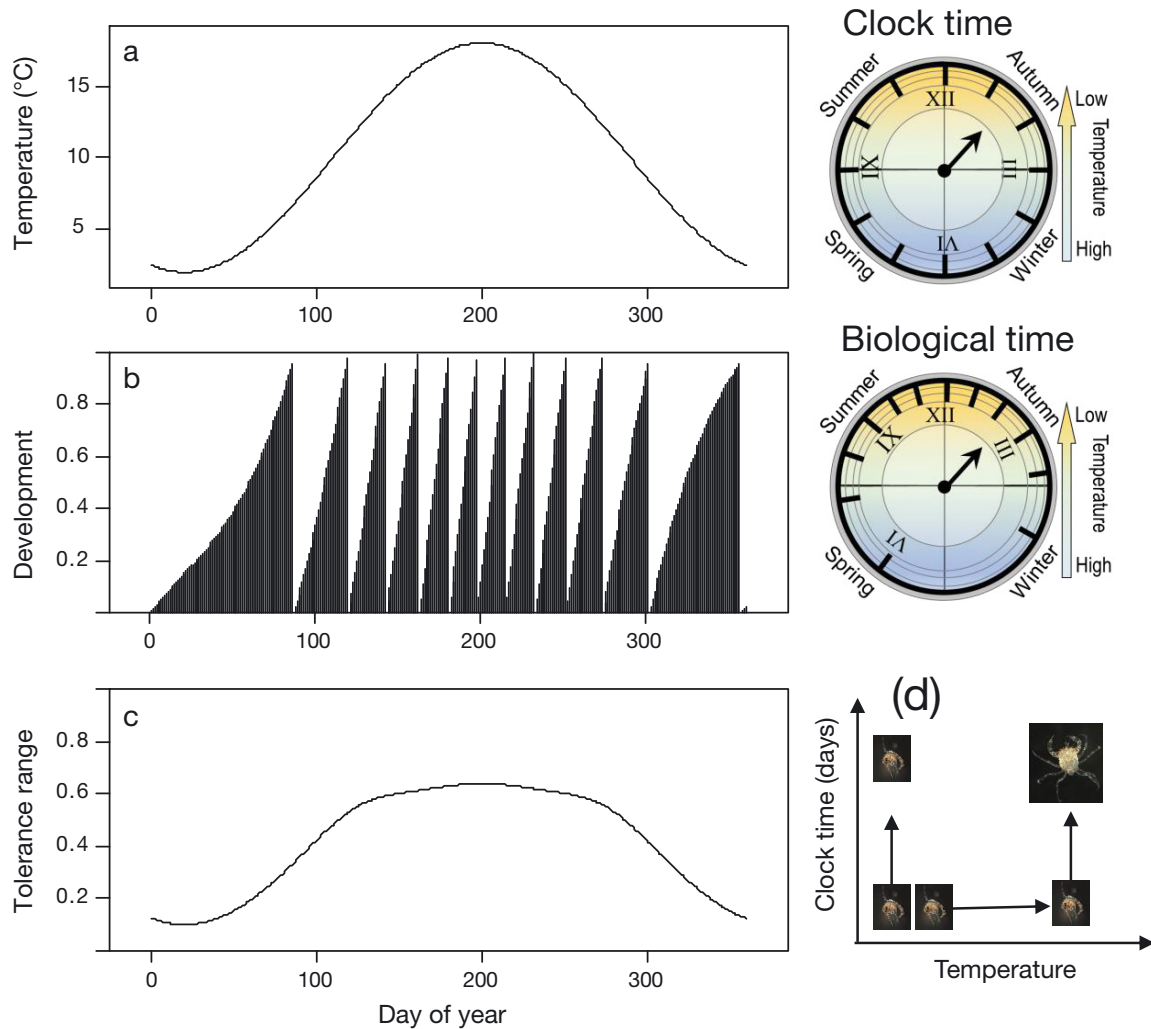 a
Temperature (°C)
15
10
5
0
100
200
300
Clock time
Summer
Autumn
XII
III
VI
IX
Spring
Winter
Low
Temperature
High
b
Development
0.8
0.6
0.4
0.2
0
100
200
300
Biological time
Summer
Autumn
XII
III
VI
IX
Spring
Winter
Low
Temperature
High
c
Tolerance range
0.8
0.6
0.4
0.2
0
100
200
300
Day of year
(d)
Clock time (days)
Temperature